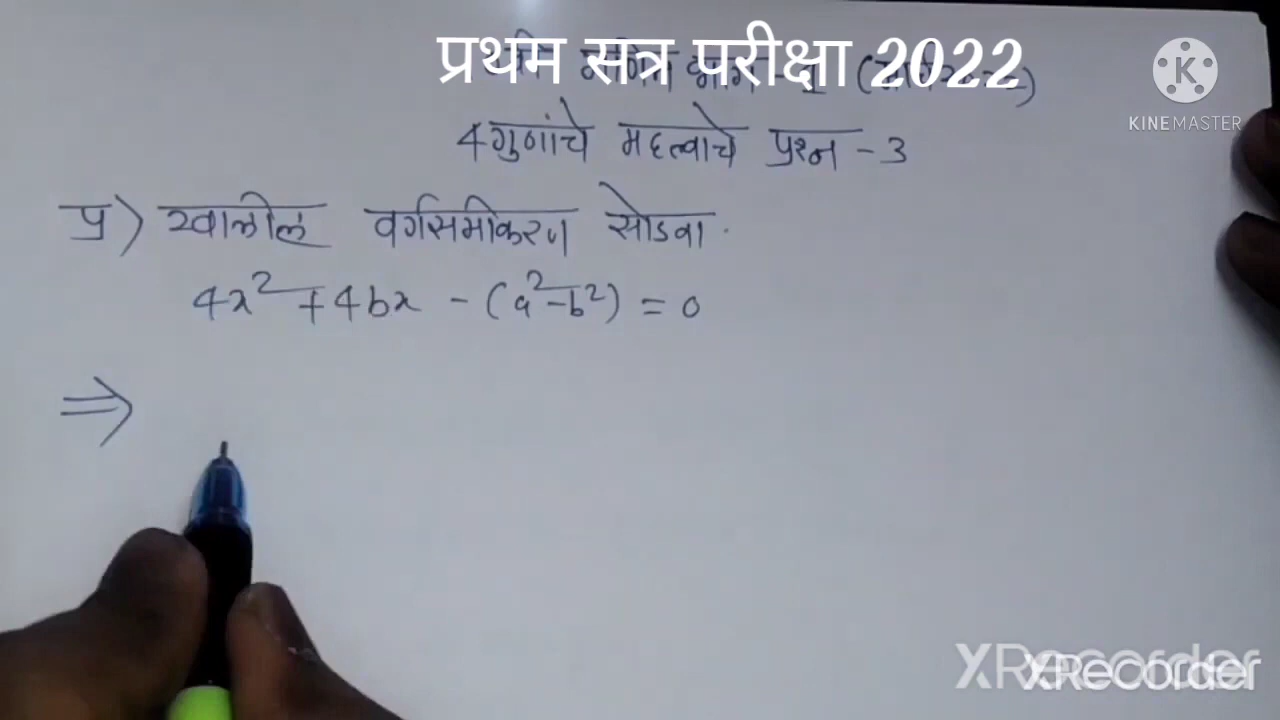 प्रथम सत्र परीक्षा 2022
KINEMASTER
4 गुणांचे महत्वाचे प्रश्न - 3
प्र) खालील वर्गसमीकरण सोडवा.
4x² + 4bx - (a² - b²) = 0
⇒
XRecorder
XRecorder